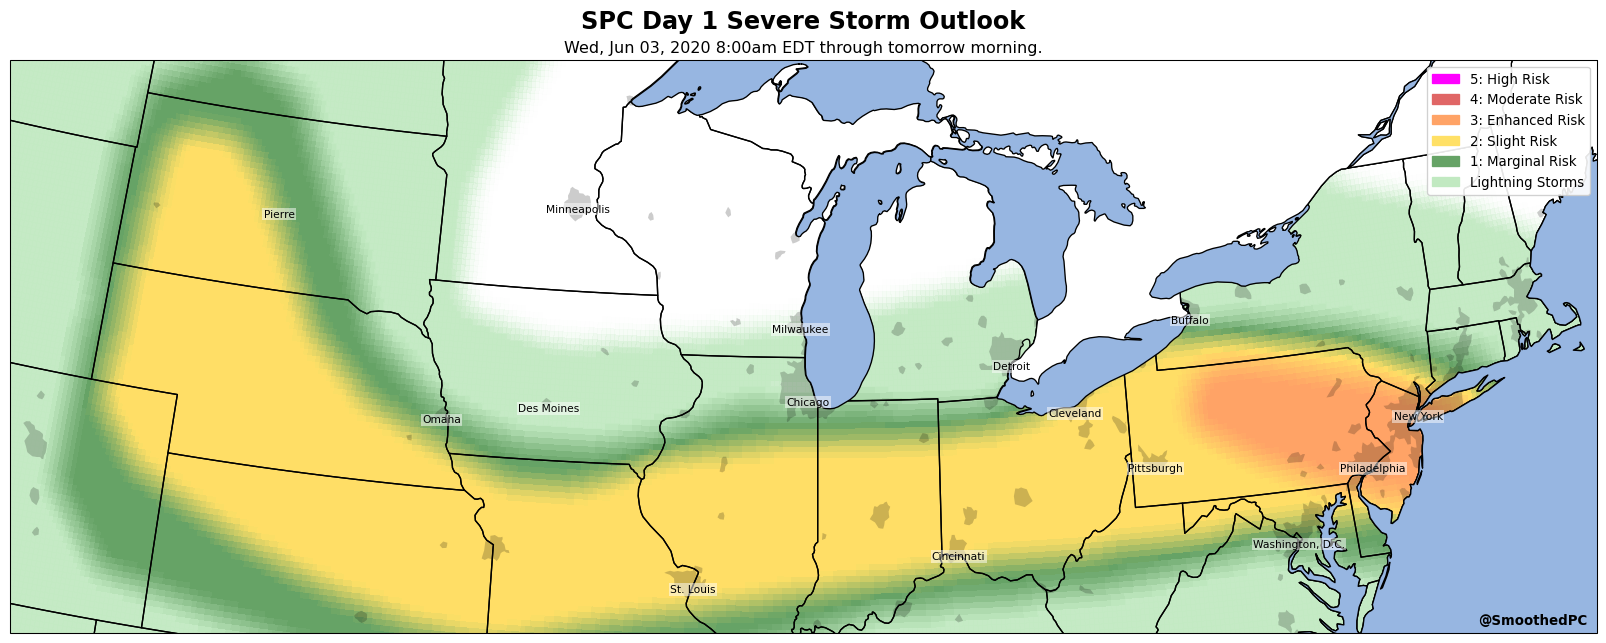 SPC Day 1 Severe Storm Outlook
Wed, Jun 03, 2020 8:00am EDT through tomorrow morning.
5: High Risk
4: Moderate Risk
3: Enhanced Risk
2: Slight Risk
1: Marginal Risk
Lightning Storms
Minneapolis
Pierre
Buffalo
Milwaukee
Detroit
Chicago
Des Moines
Cleveland
New York
Omaha
Pittsburgh
Philadelphia
Washington, D.C.
Cincinnati
St. Louis
@SmoothedPC